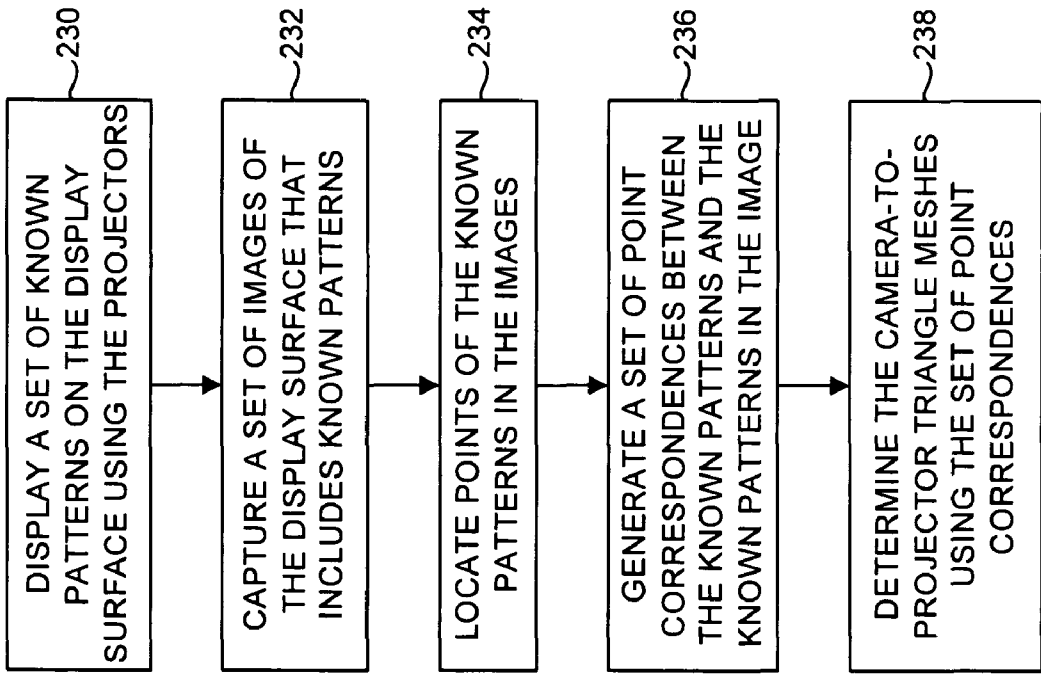 DISPLAY A SET OF KNOWN
PATTERNS ON THE DISPLAY
SURFACE USING THE PROJECTORS
230
CAPTURE A SET OF IMAGES OF
THE DISPLAY SURFACE THAT
INCLUDES KNOWN PATTERNS
232
LOCATE POINTS OF THE KNOWN
PATTERNS IN THE IMAGES
234
GENERATE A SET OF POINT
CORRESPONDENCES BETWEEN
THE KNOWN PATTERNS AND THE
KNOWN PATTERNS IN THE IMAGE
236
DETERMINE THE CAMERA-TO-
PROJECTOR TRIANGLE MESHES
USING THE SET OF POINT
CORRESPONDENCES
238